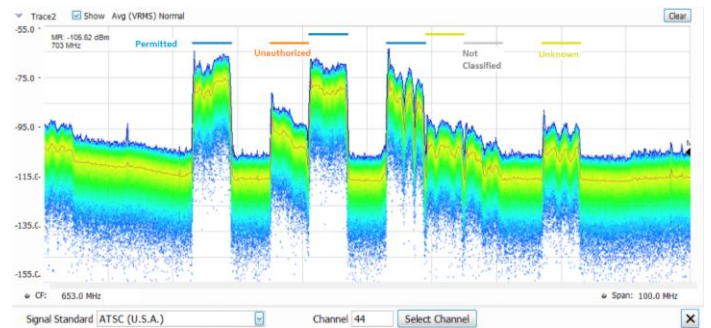 Trace2 Show Avg (VRMS) Normal Clear
-55.0
MR: -106.62 dBm
703 MHz
Permitted
Unauthorized
Not
Classified
Unknown
-75.0
-95.0
M
-115.0
-135.0
-155.0
CF: 653.0 MHz Span: 100.0 MHz
Signal Standard ATSC (U.S.A.) Channel 44 Select Channel X